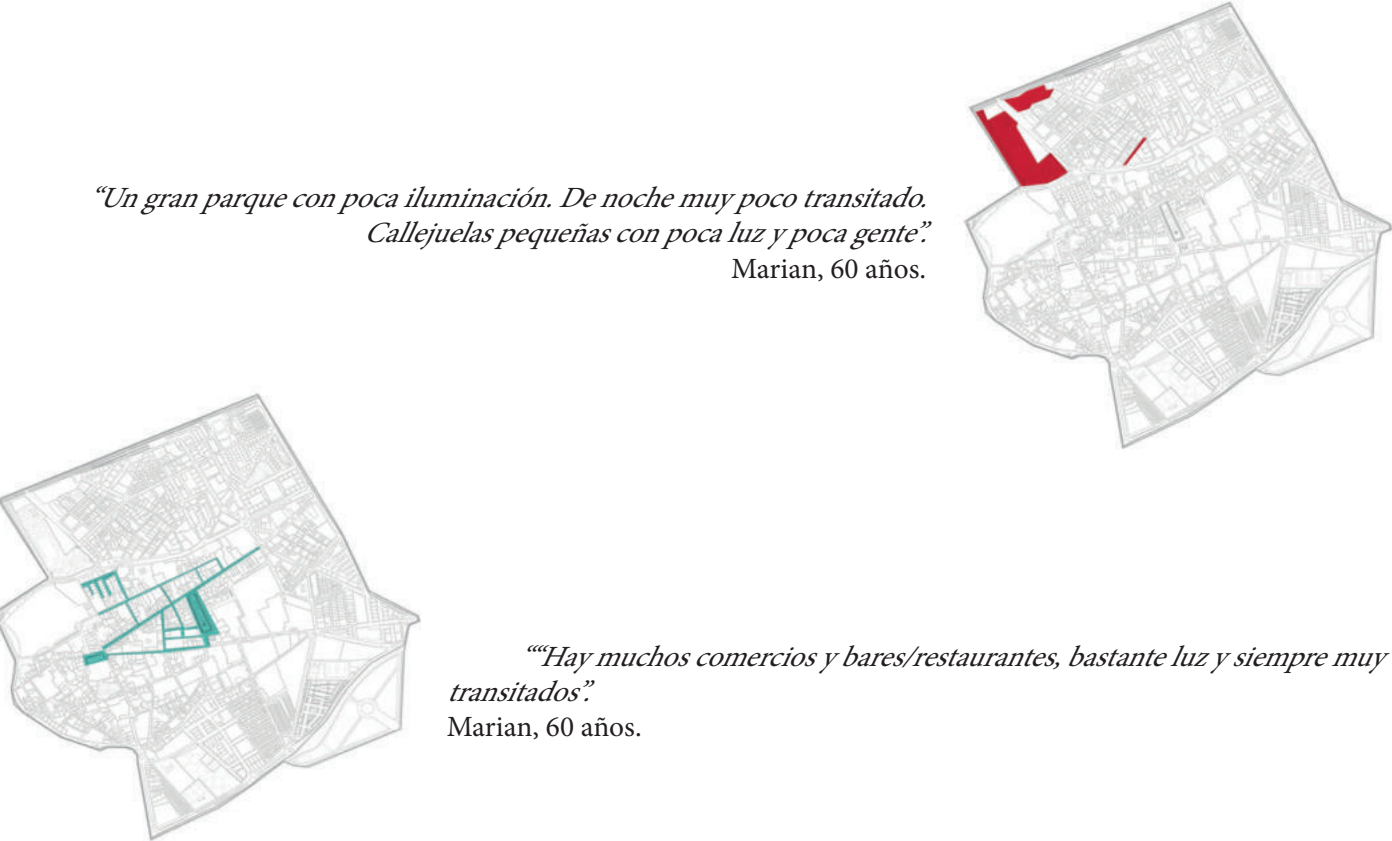 “Un gran parque con poca iluminación. De noche muy poco transitado.
Callejuelas pequeñas con poca luz y poca gente”.
Marian, 60 años.
““Hay muchos comercios y bares/restaurantes, bastante luz y siempre muy
transitados”.
Marian, 60 años.